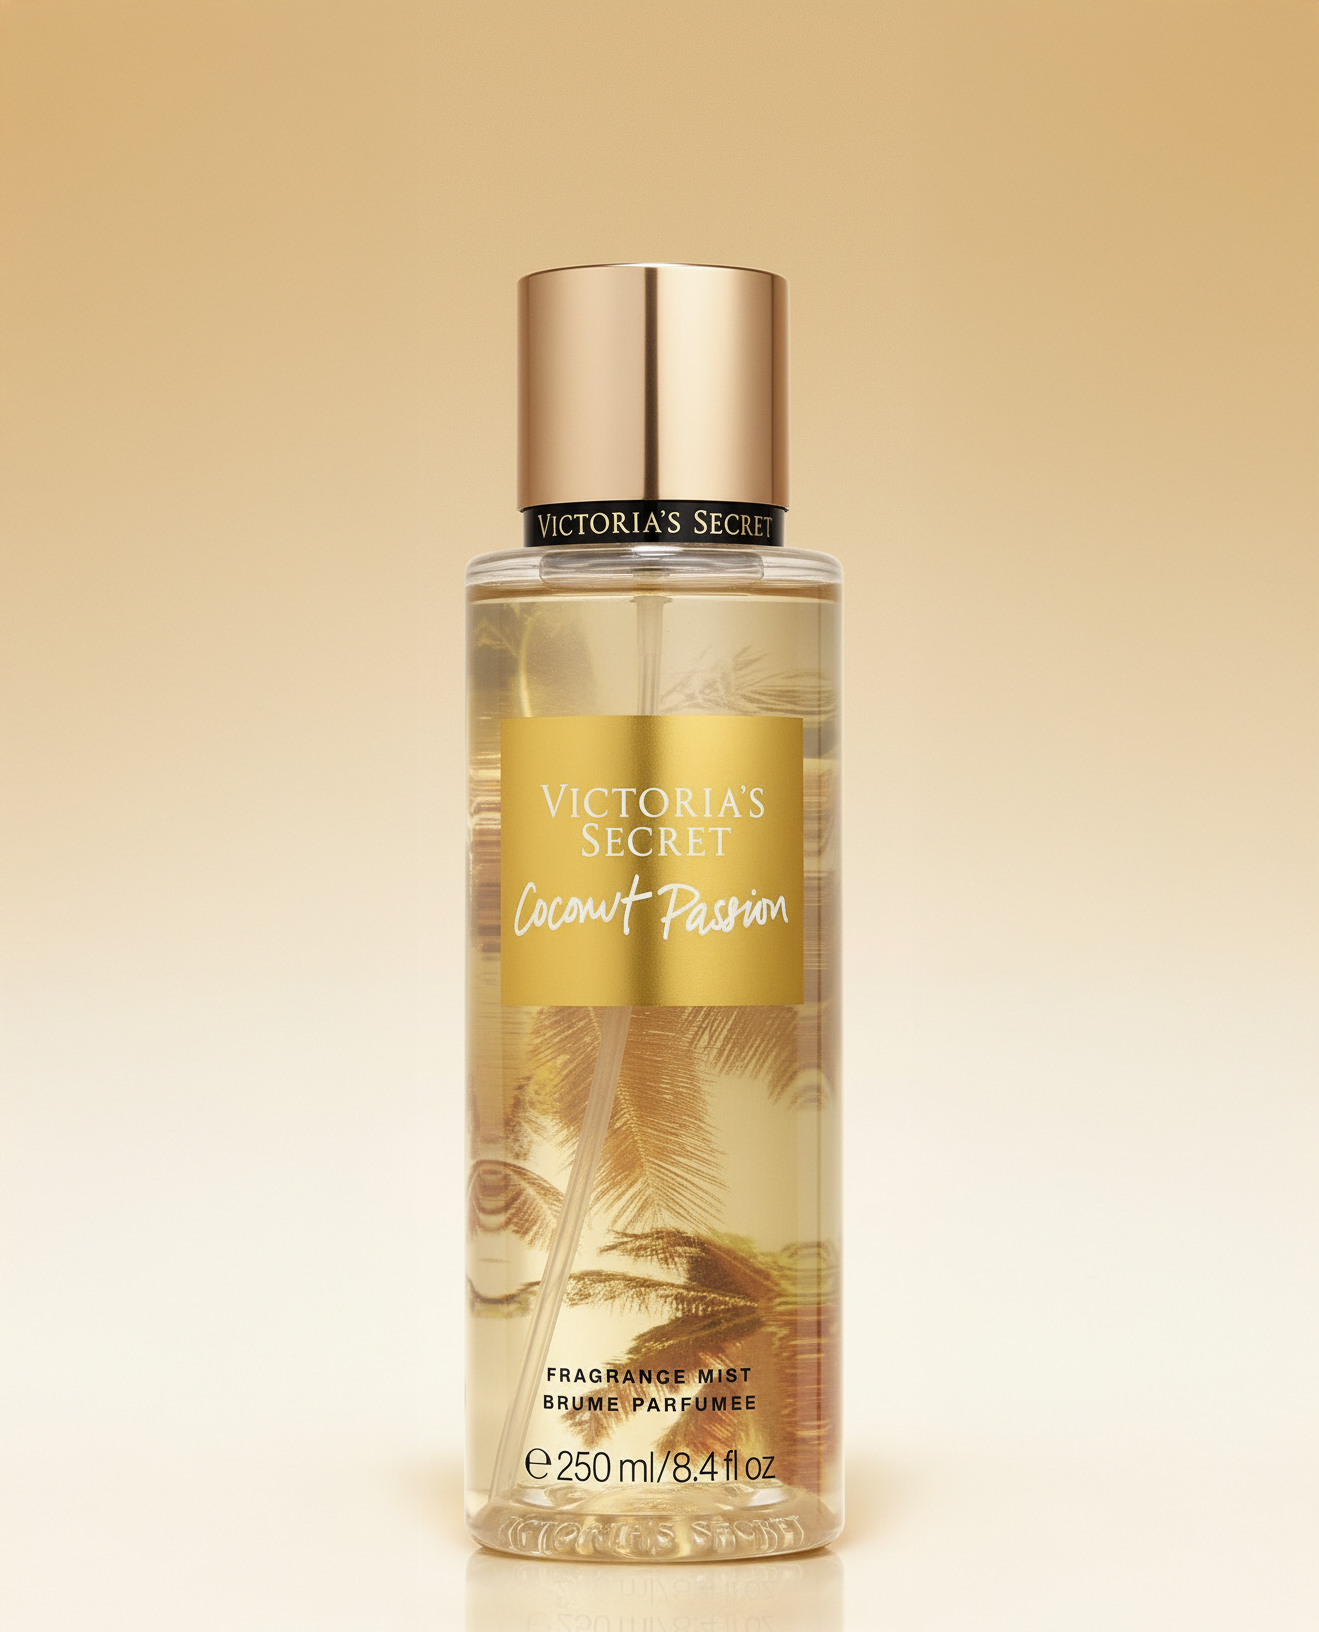 VICTORIA'S SECRET
VICTORIA'S
SECRET
Coconut Passion
FRAGRANCE MIST
BRUME PARFUMEE
℮ 250 ml/8.4 fl oz
VICTORIA'S SECRET